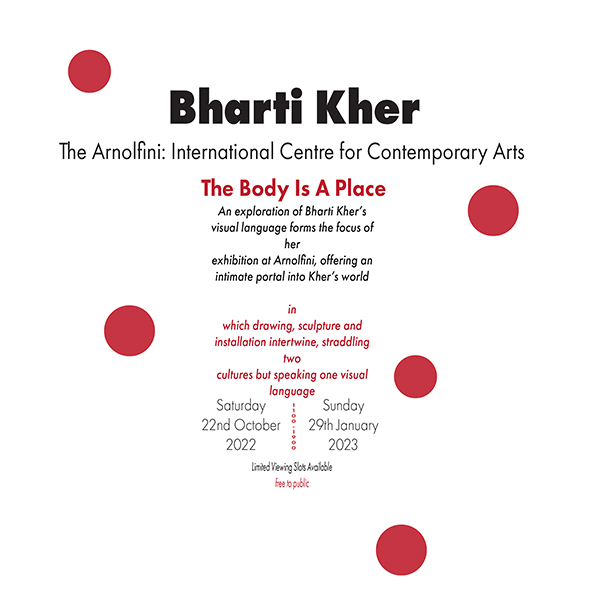 Bharti Kher
The Arnolfini: International Centre for Contemporary Arts
The Body Is A Place
An exploration of Bharti Kher's
visual language forms the focus of
her
exhibition at Arnolfini, offering an
intimate portal into Kher's world
in
which drawing, sculpture and
installation intertwine, straddling
two
cultures but speaking one visual
language
Saturday
22nd October
2022
1100-1900
Sunday
29th January
2023
Limited Viewing Slots Available
free to public